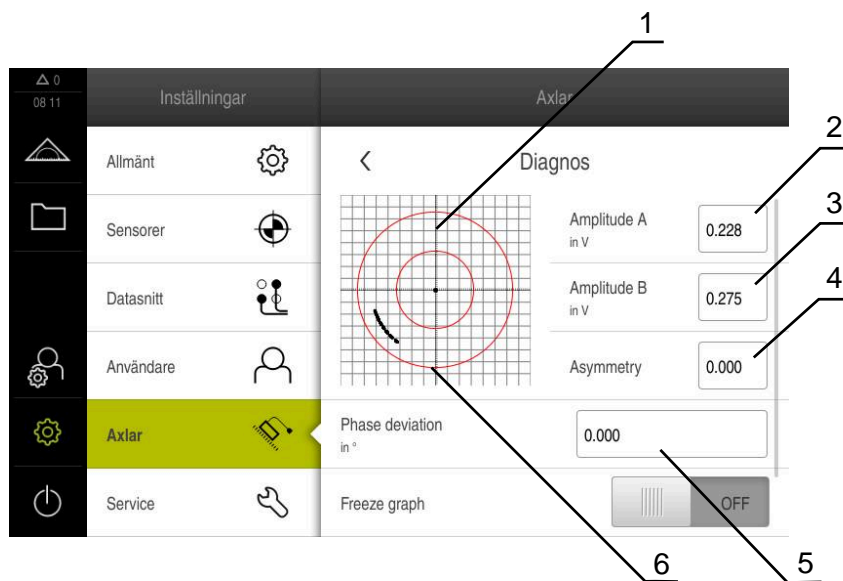 1
0
08 11
Inställningar
Axlar
2
Allmänt
Diagnos
3
Sensorer
Amplitude A
in V
0.228
4
Datasnitt
Amplitude B
in V
0.275
Användare
Asymmetry
0.000
Axlar
Phase deviation
in °
0.000
Service
Freeze graph
OFF
6
5